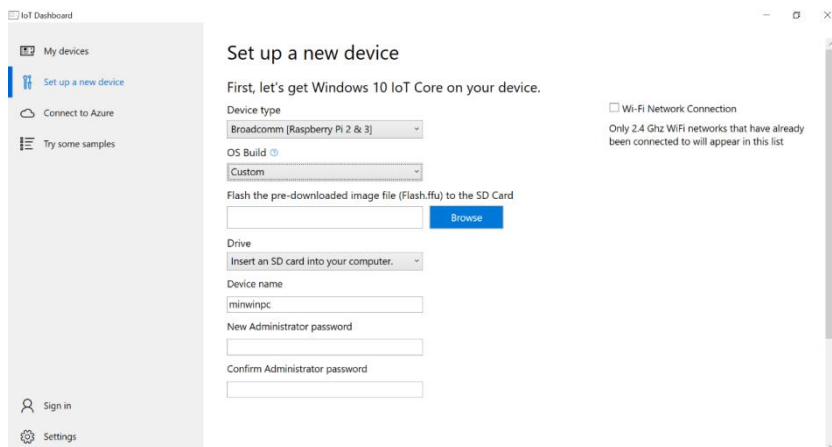 IoT Dashboard
My devices
Set up a new device
Connect to Azure
Try some samples
Sign in
Settings
Set up a new device
First, let's get Windows 10 IoT Core on your device.
Device type
Broadcomm [Raspberry Pi 2 & 3]
OS Build
Custom
Flash the pre-downloaded image file (Flash.ffu) to the SD Card
Browse
Drive
Insert an SD card into your computer.
Device name
minwinpc
New Administrator password
Confirm Administrator password
Wi-Fi Network Connection
Only 2.4 Ghz WiFi networks that have already
been connected to will appear in this list